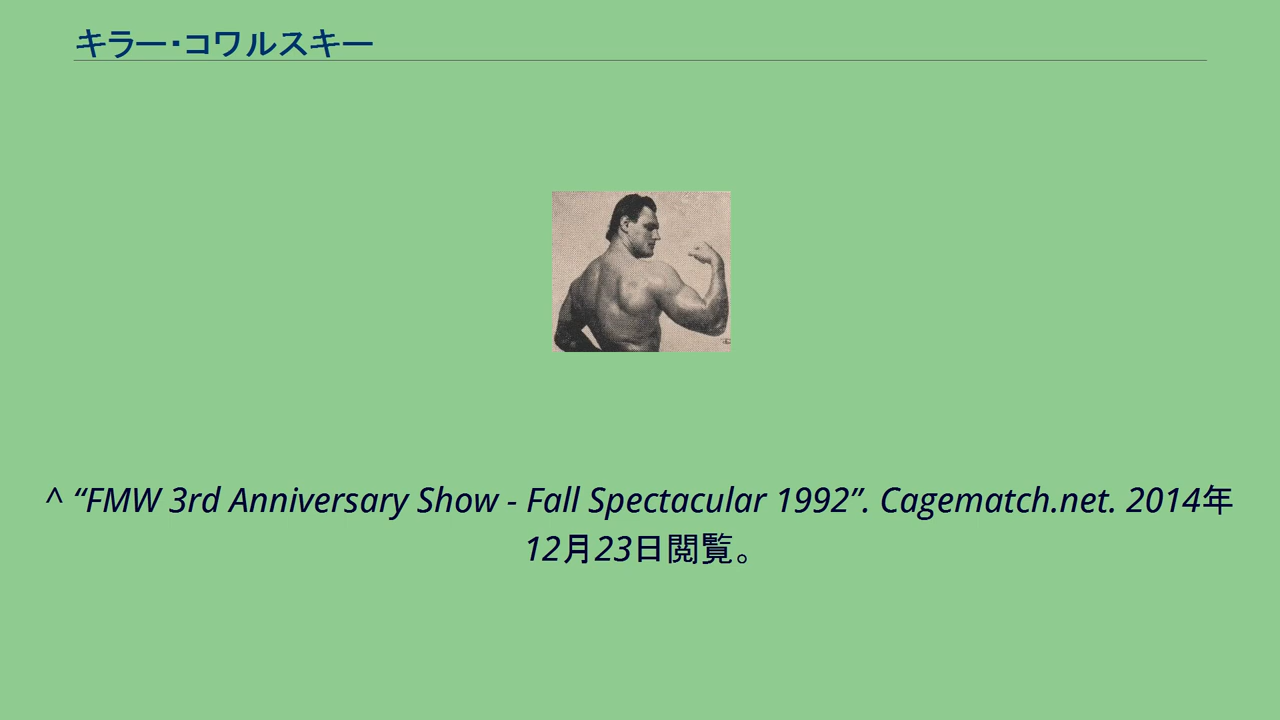 キラー・コワルスキー
^ “FMW 3rd Anniversary Show - Fall Spectacular 1992”. Cagematch.net. 2014年
12月23日閲覧。